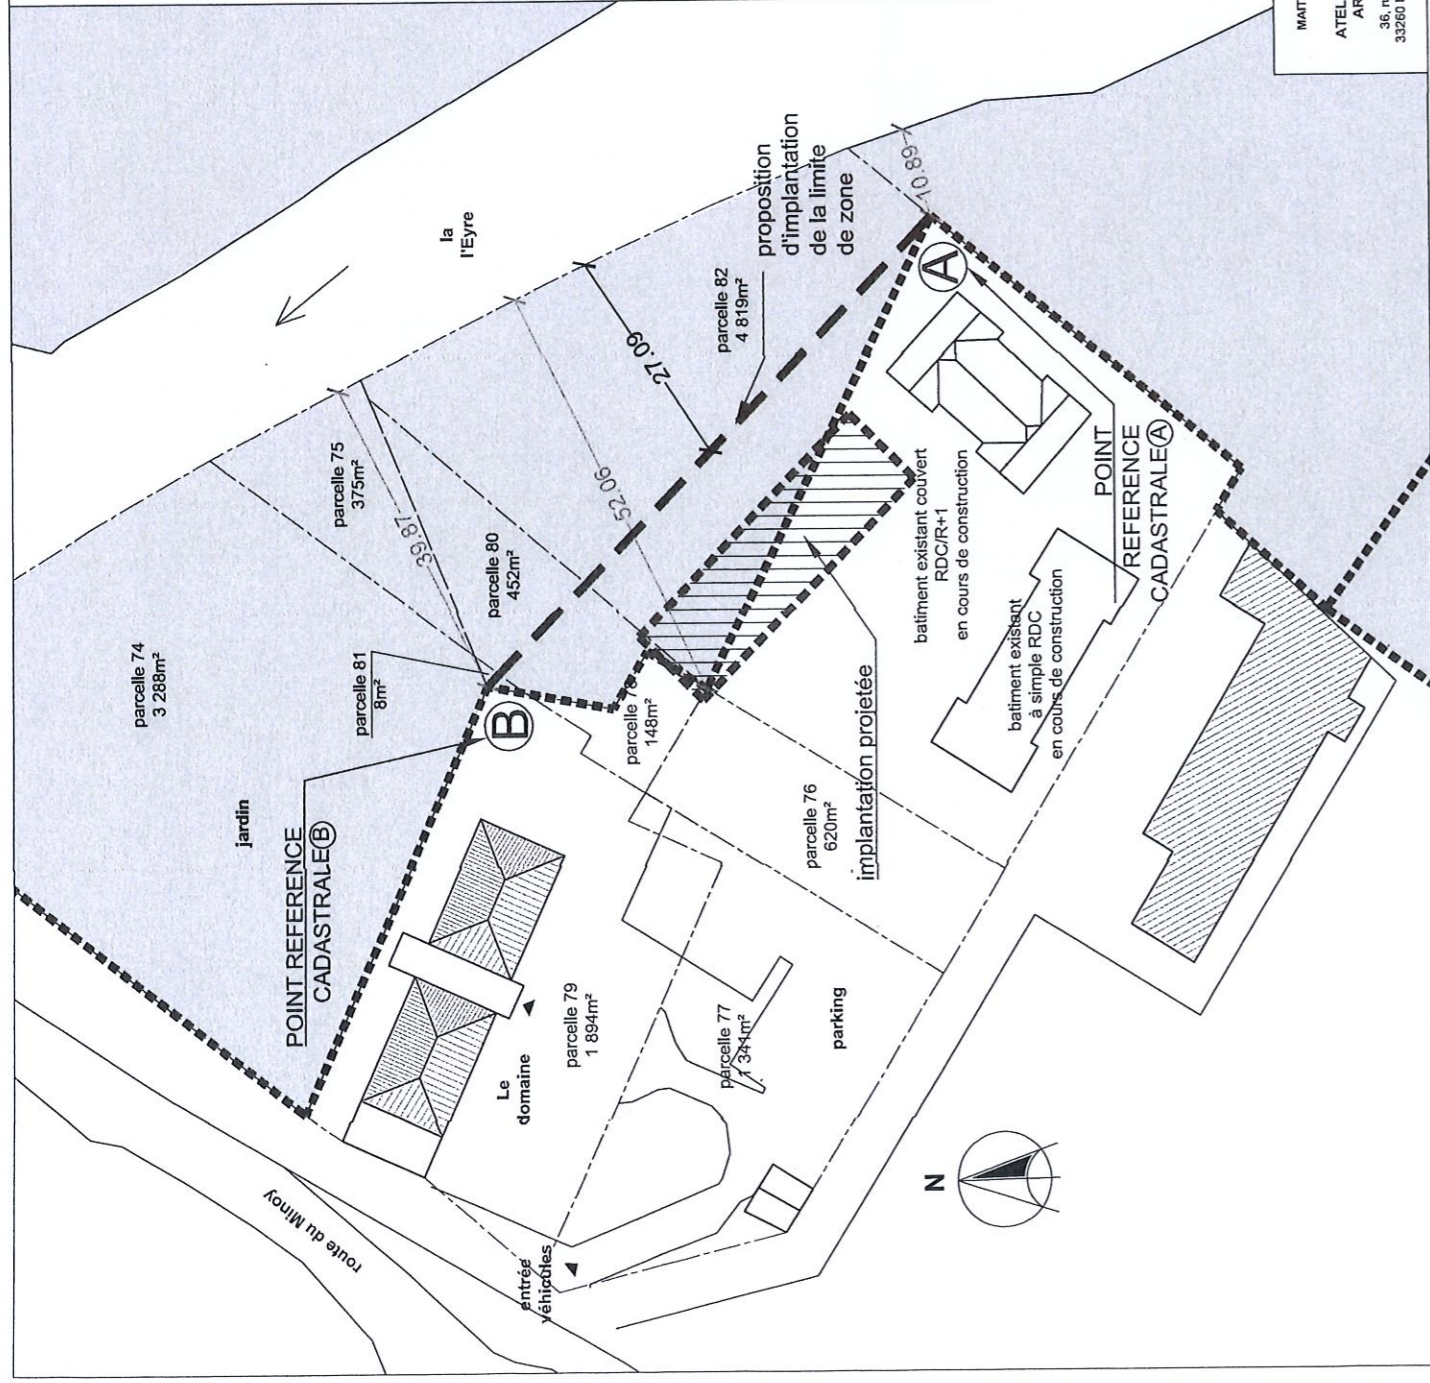 MAIT
ATEL
AR
36, r
33260
la
l'Eyre
proposition
d'implantation
de la limite
de zone
10.89
parcelle 82
4 819m²
27.09
52.06
39.87
parcelle 75
375m²
parcelle 80
452m²
parcelle 74
3 288m²
parcelle 81
8m²
jardin
POINT REFERENCE
CADASTRALE B
B
A
POINT
REFERENCE
CADASTRALE A
batiment existant couvert
RDC/R+1
en cours de construction
batiment existant
à simple RDC
en cours de construction
implantation projetée
parcelle
148m²
parcelle 76
620m²
parcelle 79
1 894m²
parcelle 77
1 341m²
parking
Le
domaine
route du Minoy
entrée
véhicules
N